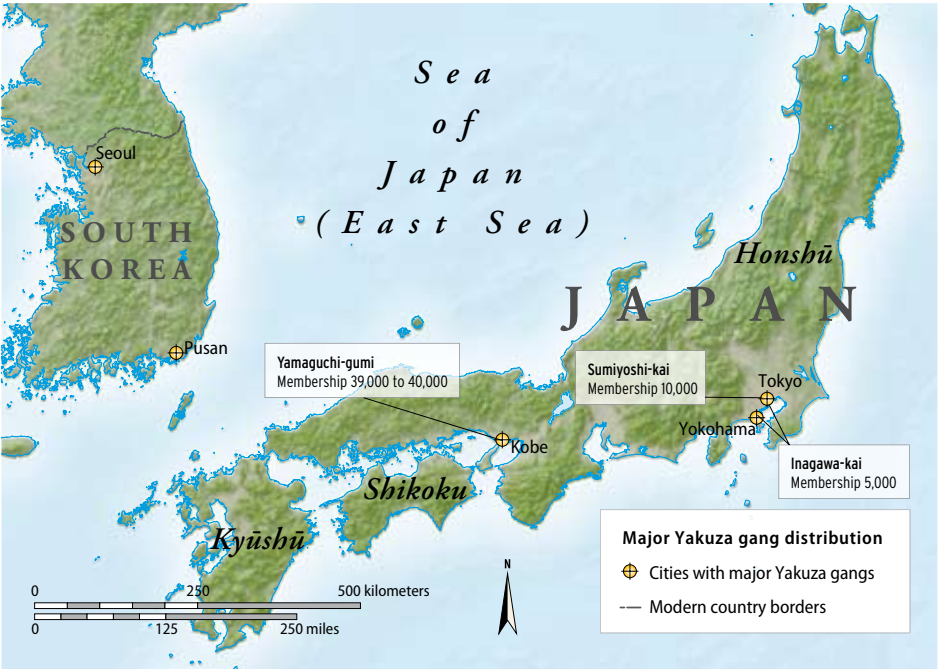 Sea
of
Japan
(East Sea)
Seoul
SOUTH
KOREA
Pusan
Honshū
JAPAN
Yamaguchi-gumi
Membership 39,000 to 40,000
Sumiyoshi-kai
Membership 10,000
Tokyo
Yokohama
Kobe
Inagawa-kai
Membership 5,000
Shikoku
Kyūshū
Major Yakuza gang distribution
Cities with major Yakuza gangs
Modern country borders
N
0 250 500 kilometers
0 125 250 miles